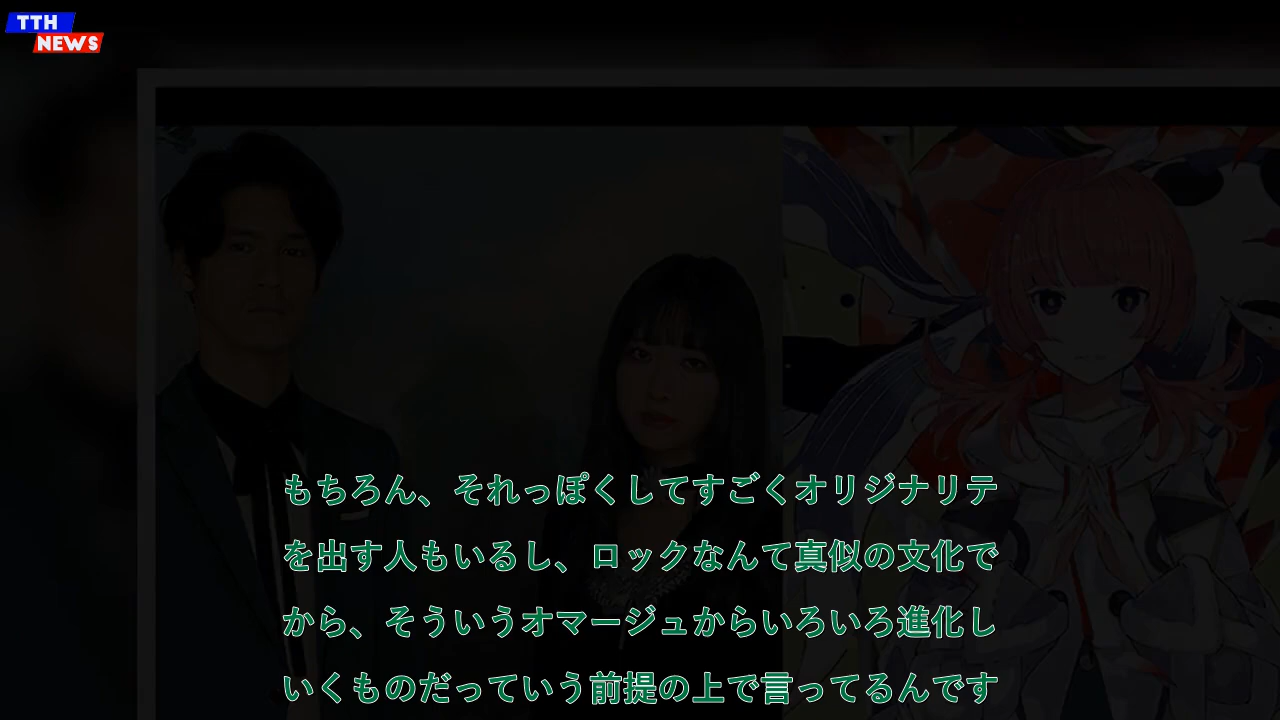 TTH
NEWS
もちろん、それっぽくしてすごくオリジナリテ
を出す人もいるし、ロックなんて真似の文化で
から、そういうオマージュからいろいろ進化し
いくものだっていう前提の上で言ってるんです